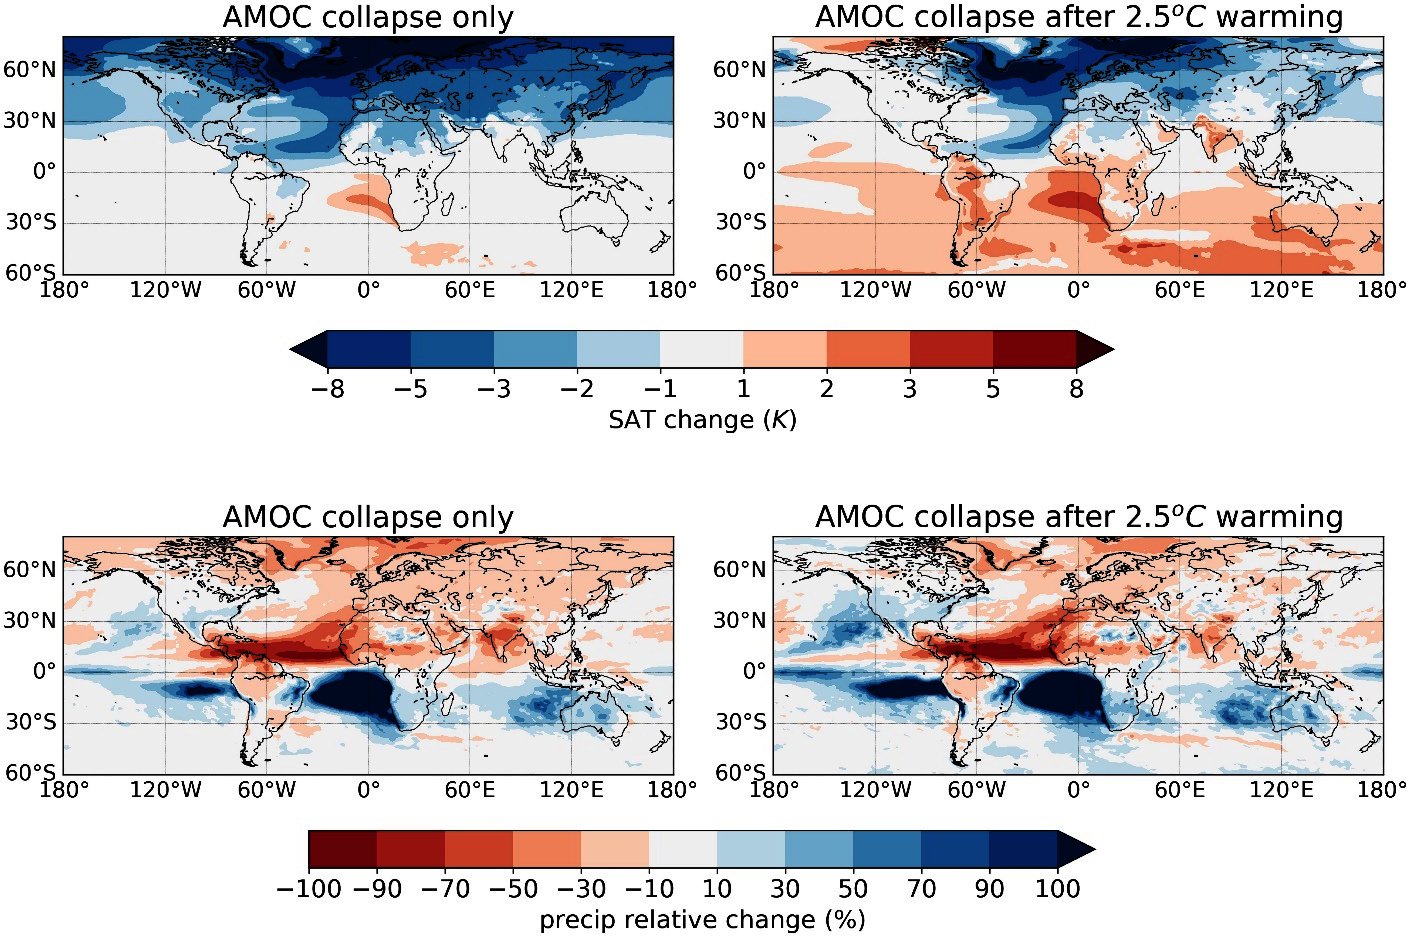 AMOC collapse only
AMOC collapse after 2.5°C warming
60°N
30°N
0°
30°S
60°S
180° 120°W 60°W 0° 60°E 120°E 180°
60°N
30°N
0°
30°S
60°S
180° 120°W 60°W 0° 60°E 120°E 180°
−8 −5 −3 −2 −1 1 2 3 5 8
SAT change (K)
AMOC collapse only
AMOC collapse after 2.5°C warming
60°N
30°N
0°
30°S
60°S
180° 120°W 60°W 0° 60°E 120°E 180°
60°N
30°N
0°
30°S
60°S
180° 120°W 60°W 0° 60°E 120°E 180°
−100 −90 −70 −50 −30 −10 10 30 50 70 90 100
precip relative change (%)